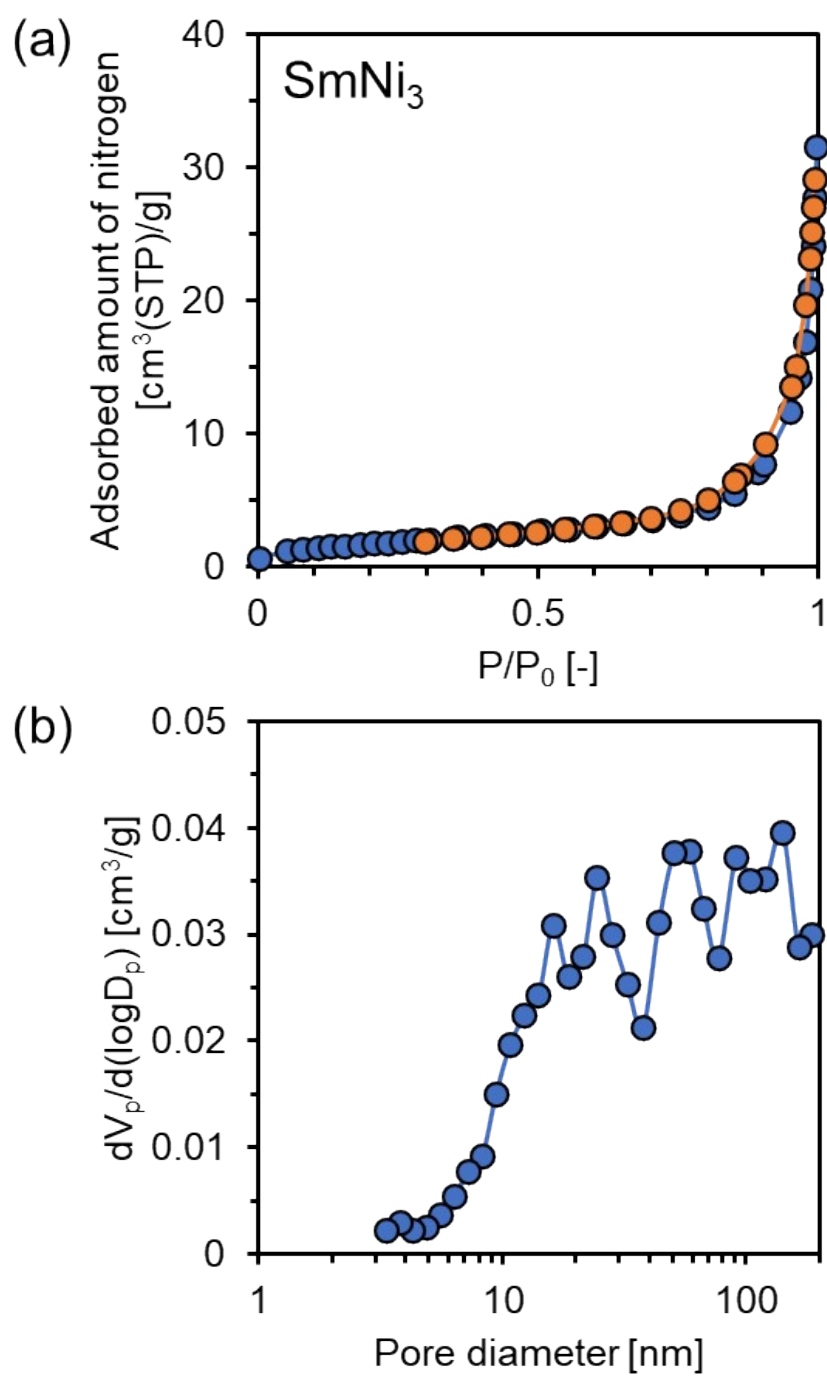 (a)
SmNi₃
Adsorbed amount of nitrogen
[cm³(STP)/g]
40
30
20
10
0
0
0.5
1
P/P₀ [-]
(b)
dVₚ/d(logDₚ) [cm³/g]
0.05
0.04
0.03
0.02
0.01
0
1
10
100
Pore diameter [nm]